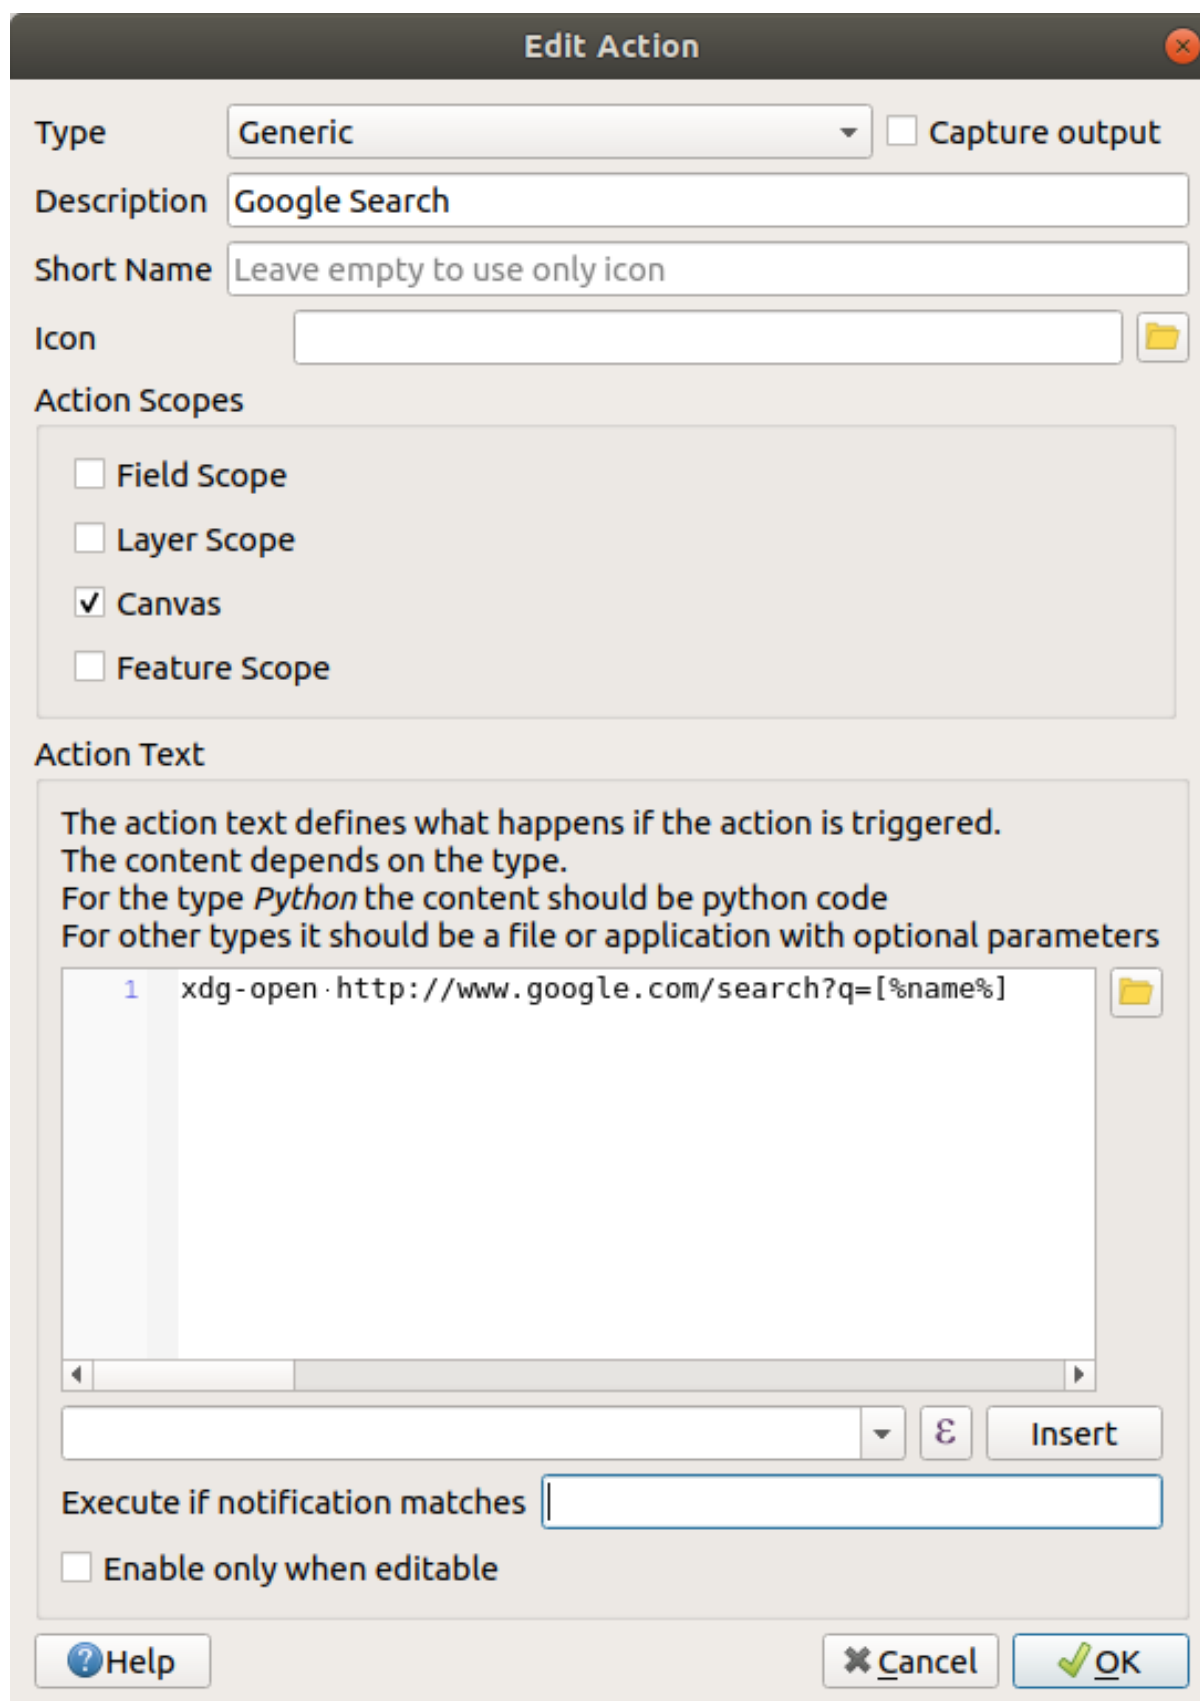 Edit Action
Type Generic Capture output
Description Google Search
Short Name Leave empty to use only icon
Icon
Action Scopes
Field Scope
Layer Scope
Canvas
Feature Scope
Action Text
The action text defines what happens if the action is triggered.
The content depends on the type.
For the type Python the content should be python code
For other types it should be a file or application with optional parameters
1 xdg-open·http://www.google.com/search?q=[%name%]
ε Insert
Execute if notification matches
Enable only when editable
Help Cancel OK